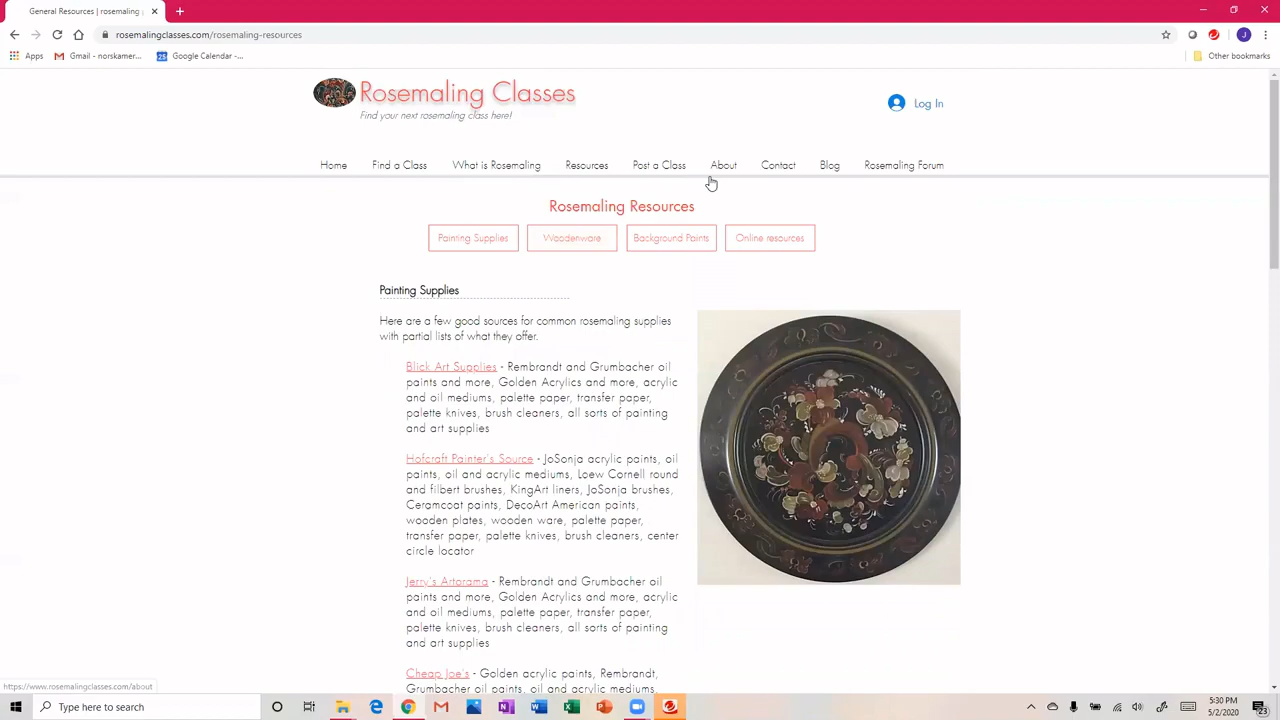 General Resources | rosemaling
rosemalingclasses.com/rosemaling-resources
Apps
Gmail - norskamer...
Google Calendar -...
Other bookmarks
Rosemaling Classes
Find your next rosemaling class here!
Log In
Home
Find a Class
What is Rosemaling
Resources
Post a Class
About
Contact
Blog
Rosemaling Forum
Rosemaling Resources
Painting Supplies
Woodenware
Background Paints
Online resources
Painting Supplies
Here are a few good sources for common rosemaling supplies
with partial lists of what they offer.
Blick Art Supplies - Rembrandt and Grumbacher oil
paints and more, Golden Acrylics and more, acrylic
and oil mediums, palette paper, transfer paper,
palette knives, brush cleaners, all sorts of painting
and art supplies
Hofcraft Painter's Source - JoSonja acrylic paints, oil
paints, oil and acrylic mediums, Loew Cornell round
and filbert brushes, KingArt liners, JoSonja brushes,
Ceramcoat paints, DecoArt American paints,
wooden plates, wooden ware, palette paper,
transfer paper, palette knives, brush cleaners, center
circle locator
Jerry's Artorama - Rembrandt and Grumbacher oil
paints and more, Golden Acrylics and more, acrylic
and oil mediums, palette paper, transfer paper,
palette knives, brush cleaners, all sorts of painting
and art supplies
Cheap Joe's - Golden acrylic paints, Rembrandt,
Grumbacher oil paints, oil and acrylic mediums,
https://www.rosemalingclasses.com/about
Type here to search
5:30 PM
5/2/2020
23